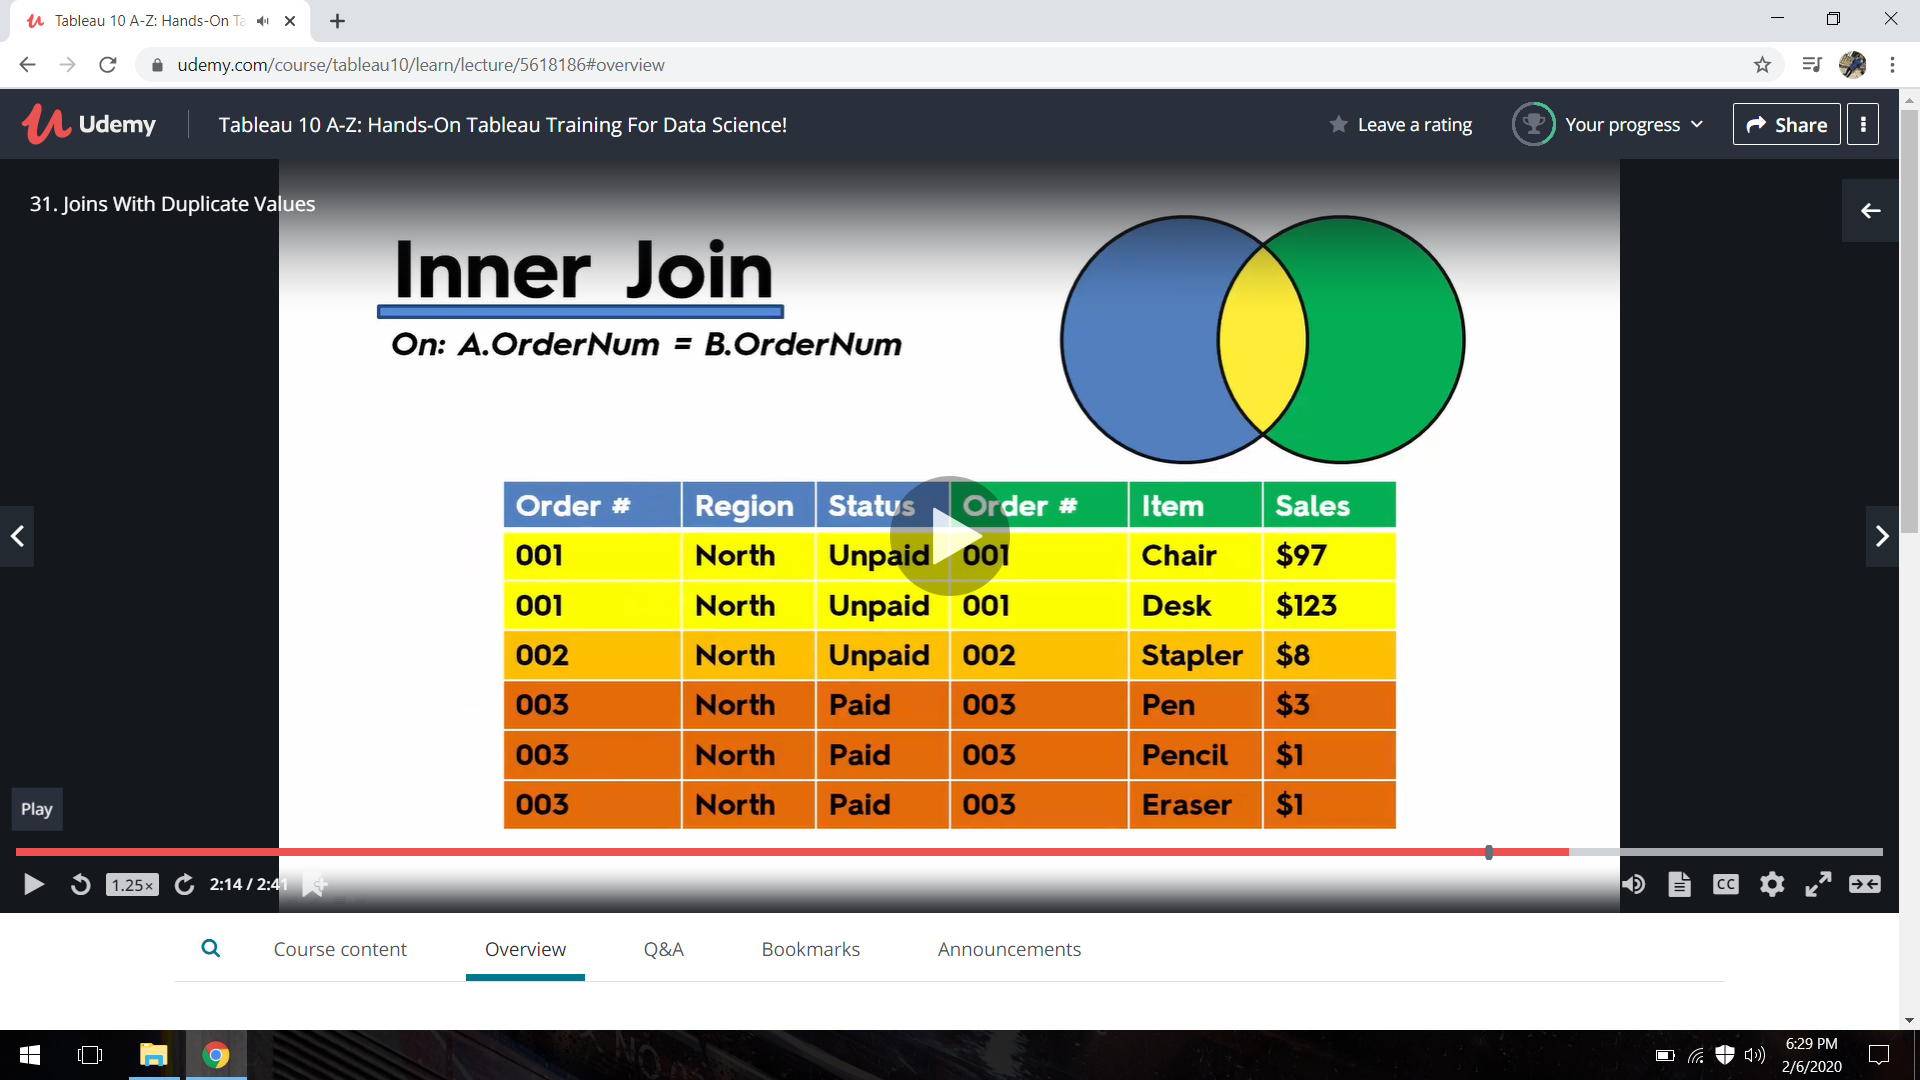 Tableau 10 A-Z: Hands-On Ta
udemy.com/course/tableau10/learn/lecture/5618186#overview
Udemy
Tableau 10 A-Z: Hands-On Tableau Training For Data Science!
Leave a rating
Your progress
Share
31. Joins With Duplicate Values
Inner Join
On: A.OrderNum = B.OrderNum
Order # Region Status Order # Item Sales
001 North Unpaid 001 Chair $97
001 North Unpaid 001 Desk $123
002 North Unpaid 002 Stapler $8
003 North Paid 003 Pen $3
003 North Paid 003 Pencil $1
003 North Paid 003 Eraser $1
Play
1.25× 2:14 / 2:41 CC
Course content Overview Q&A Bookmarks Announcements
6:29 PM
2/6/2020